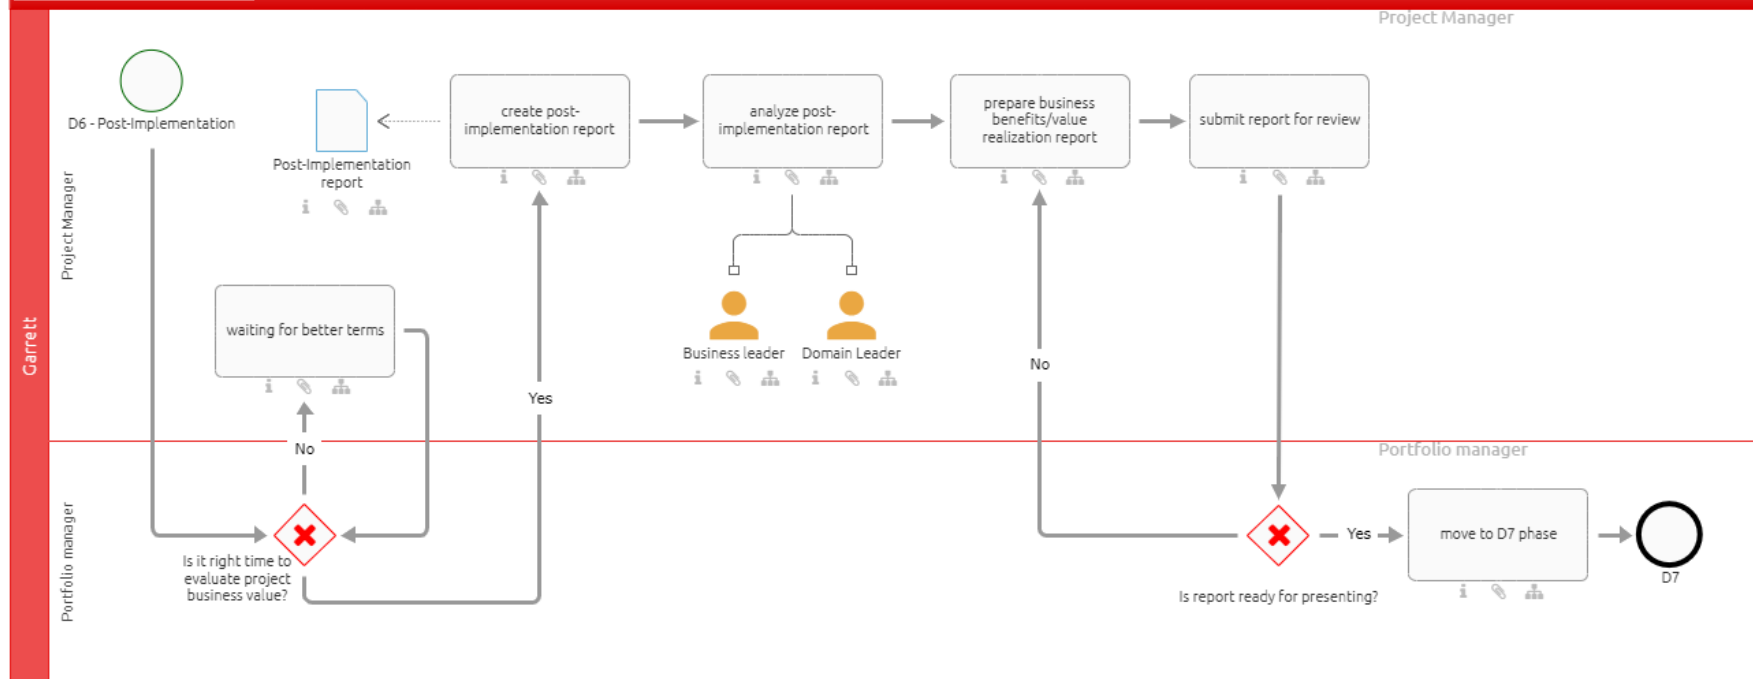 Project Manager
D6 - Post-Implementation
Post-Implementation
report
create post-
implementation report
analyze post-
implementation report
prepare business
benefits/value
realization report
submit report for review
Project Manager
Garrett
waiting for better terms
Business leader
Domain Leader
No
Yes
No
Portfolio manager
Portfolio manager
Is it right time to
evaluate project
business value?
Is report ready for presenting?
Yes
move to D7 phase
D7